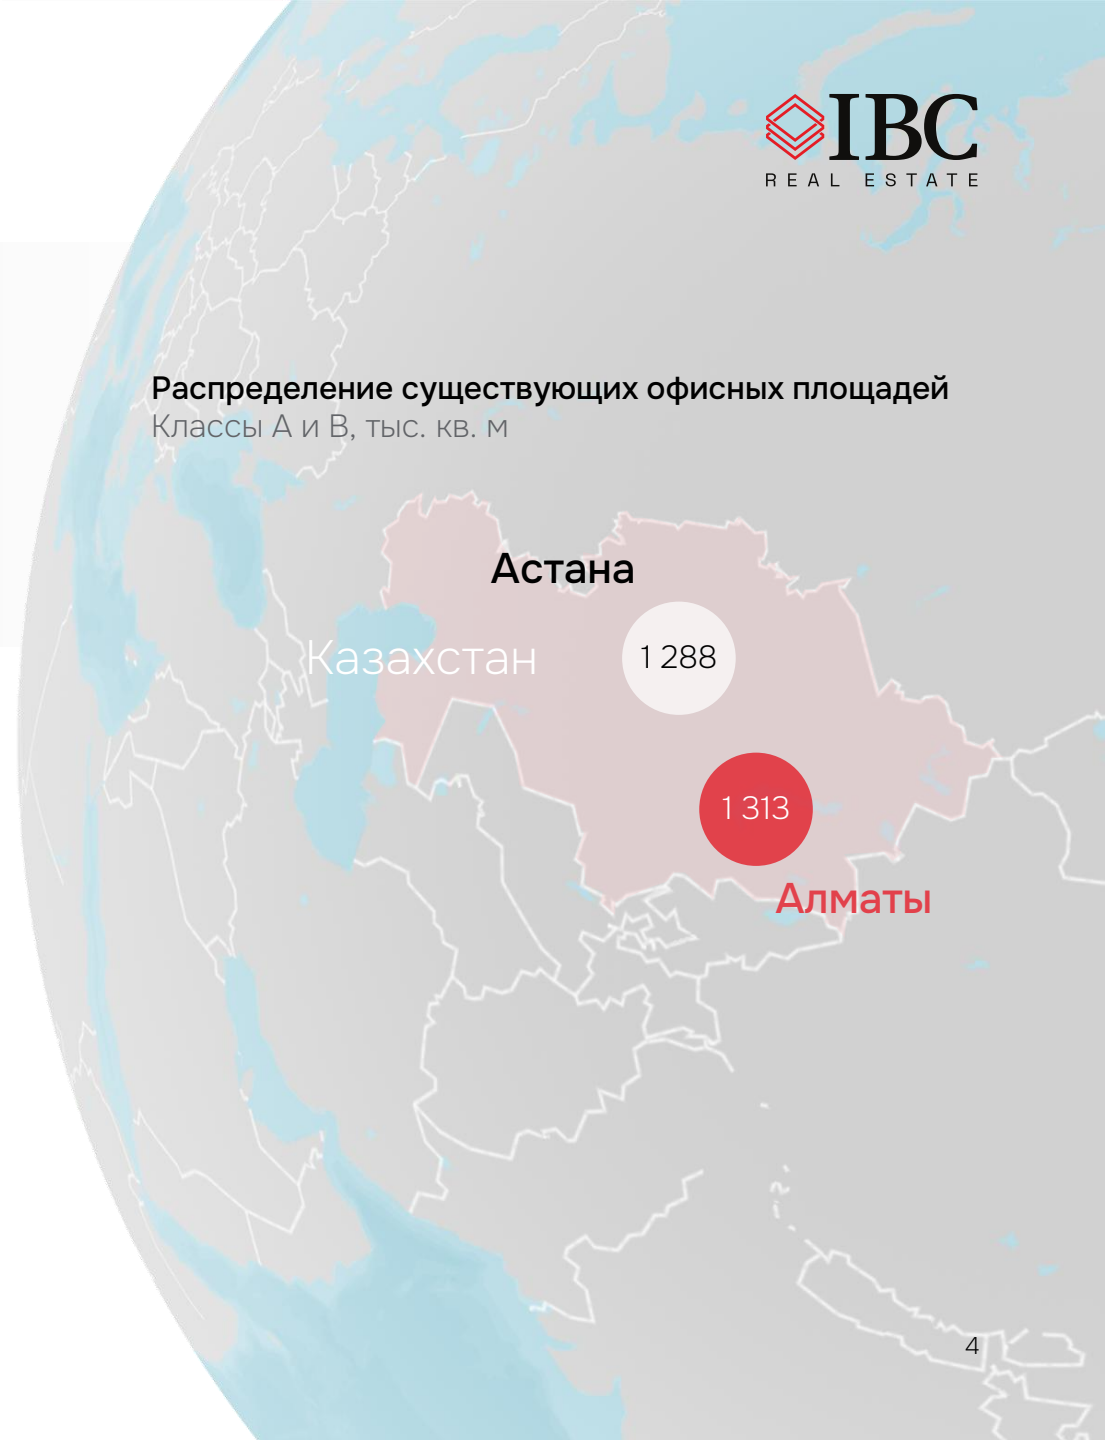 IBC
REAL ESTATE
Распределение существующих офисных площадей
Классы А и В, тыс. кв. м
Астана
Казахстан
1 288
1 313
Алматы
4